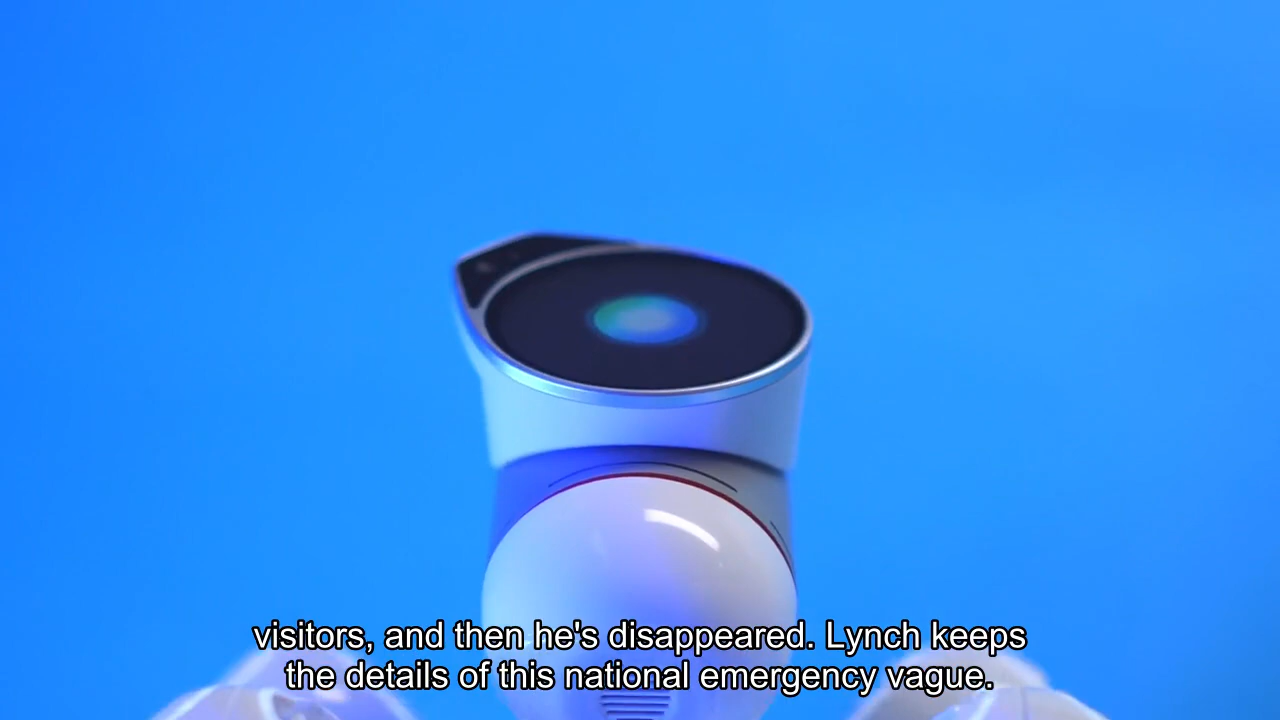 visitors, and then he's disappeared. Lynch keeps
the details of this national emergency vague.